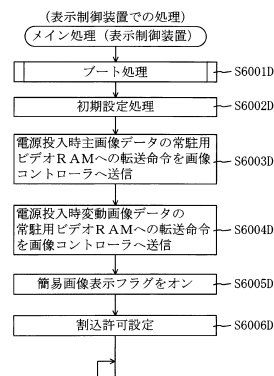 (表示制御装置での処理)
メイン処理(表示制御装置)
ブート処理
S6001D
初期設定処理
S6002D
電源投入時主画像データの常駐用
ビデオRAMへの転送命令を画像
コントローラへ送信
S6003D
電源投入時変動画像データの
常駐用ビデオRAMへの転送命令
を画像コントローラへ送信
S6004D
簡易画像表示フラグをオン
S6005D
割込許可設定
S6006D